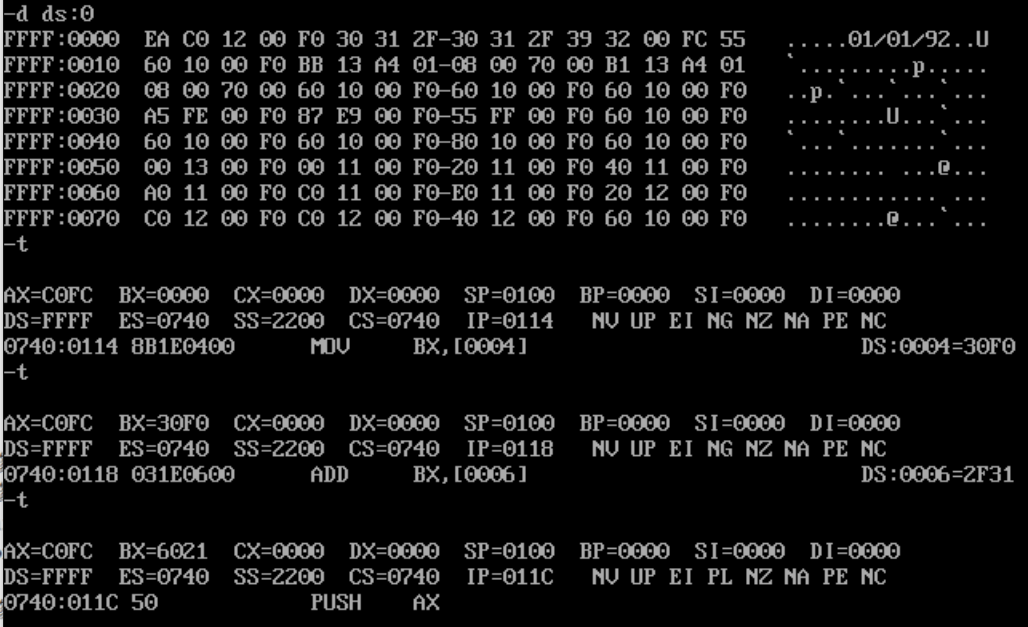 -d ds:0
FFFF:0000  EA C0 12 00 F0 30 31 2F-30 31 2F 39 32 00 FC 55   .....01/01/92..U
FFFF:0010  60 10 00 F0 BB 13 A4 01-08 00 70 00 B1 13 A4 01   `.........p.....
FFFF:0020  08 00 70 00 60 10 00 F0-60 10 00 F0 60 10 00 F0   ..p.`...`...`...
FFFF:0030  A5 FE 00 F0 87 E9 00 F0-55 FF 00 F0 60 10 00 F0   ........U...`...
FFFF:0040  60 10 00 F0 60 10 00 F0-80 10 00 F0 60 10 00 F0   `...`.......`...
FFFF:0050  00 13 00 F0 00 11 00 F0-20 11 00 F0 40 11 00 F0   ........ ...@...
FFFF:0060  A0 11 00 F0 C0 11 00 F0-E0 11 00 F0 20 12 00 F0   ............ ...
FFFF:0070  C0 12 00 F0 C0 12 00 F0-40 12 00 F0 60 10 00 F0   ........@...`...
-t
AX=C0FC  BX=0000  CX=0000  DX=0000  SP=0100  BP=0000  SI=0000  DI=0000
DS=FFFF  ES=0740  SS=2200  CS=0740  IP=0114   NV UP EI NG NZ NA PE NC
0740:0114 8B1E0400      MOV     BX,[0004]                          DS:0004=30F0
-t
AX=C0FC  BX=30F0  CX=0000  DX=0000  SP=0100  BP=0000  SI=0000  DI=0000
DS=FFFF  ES=0740  SS=2200  CS=0740  IP=0118   NV UP EI NG NZ NA PE NC
0740:0118 031E0600      ADD     BX,[0006]                          DS:0006=2F31
-t
AX=C0FC  BX=6021  CX=0000  DX=0000  SP=0100  BP=0000  SI=0000  DI=0000
DS=FFFF  ES=0740  SS=2200  CS=0740  IP=011C   NV UP EI PL NZ NA PE NC
0740:011C 50            PUSH    AX